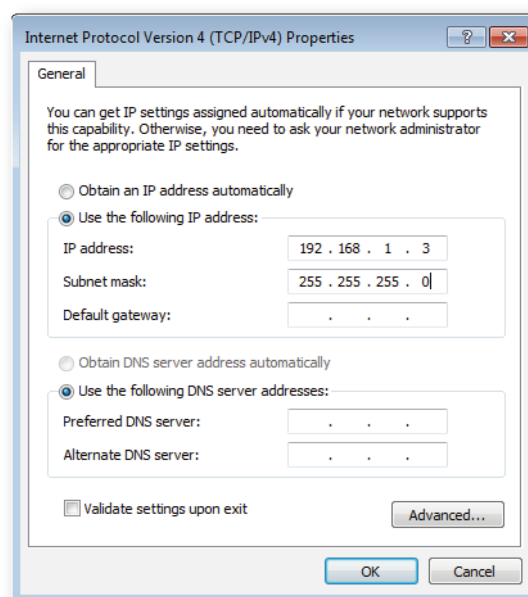 Internet Protocol Version 4 (TCP/IPv4) Properties
?
General
You can get IP settings assigned automatically if your network supports
this capability. Otherwise, you need to ask your network administrator
for the appropriate IP settings.
Obtain an IP address automatically
Use the following IP address:
IP address: 192 . 168 . 1 . 3
Subnet mask: 255 . 255 . 255 . 0
Default gateway: . . .
Obtain DNS server address automatically
Use the following DNS server addresses:
Preferred DNS server: . . .
Alternate DNS server: . . .
Validate settings upon exit
Advanced...
OK Cancel